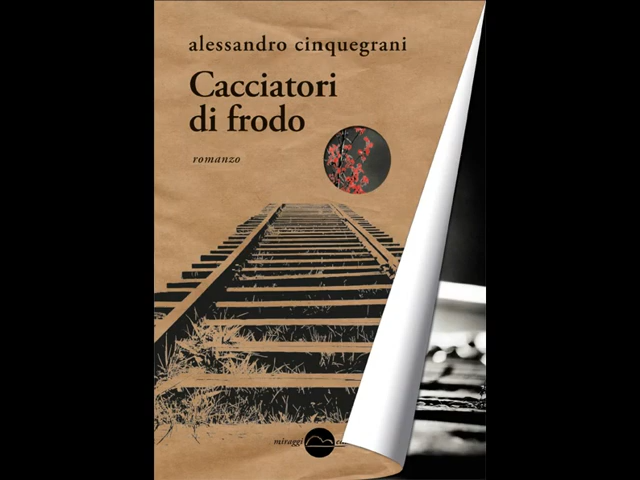 alessandro cinquegrani
Cacciatori
di frodo
romanzo
miraggi